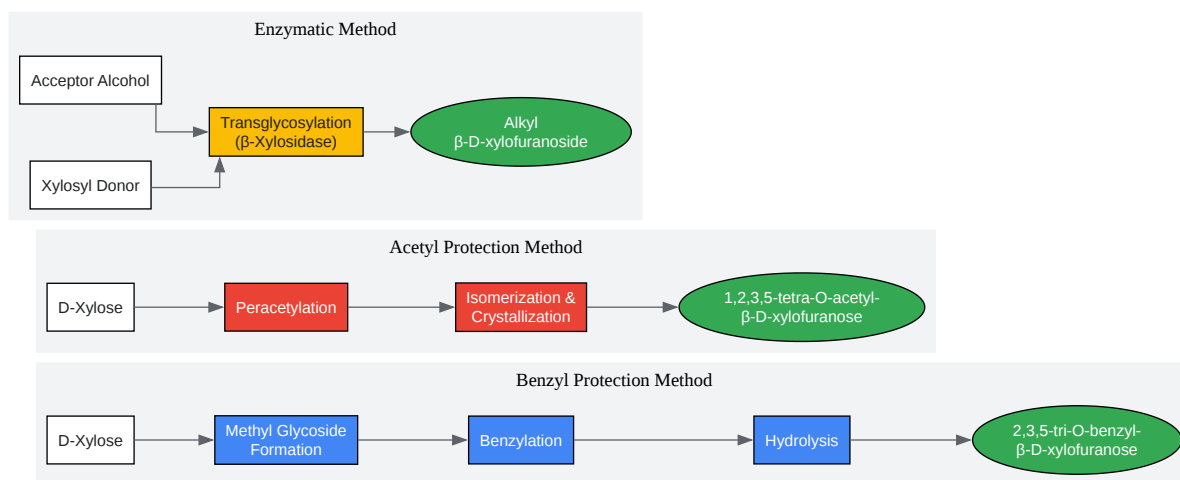 Enzymatic Method
Acceptor Alcohol
Transglycosylation
(β-Xylosidase)
Alkyl
β-D-xylofuranoside
Xylosyl Donor
Acetyl Protection Method
D-Xylose
Peracetylation
Isomerization &
Crystallization
1,2,3,5-tetra-O-acetyl-
β-D-xylofuranose
Benzyl Protection Method
D-Xylose
Methyl Glycoside
Formation
Benzylation
Hydrolysis
2,3,5-tri-O-benzyl-
β-D-xylofuranose